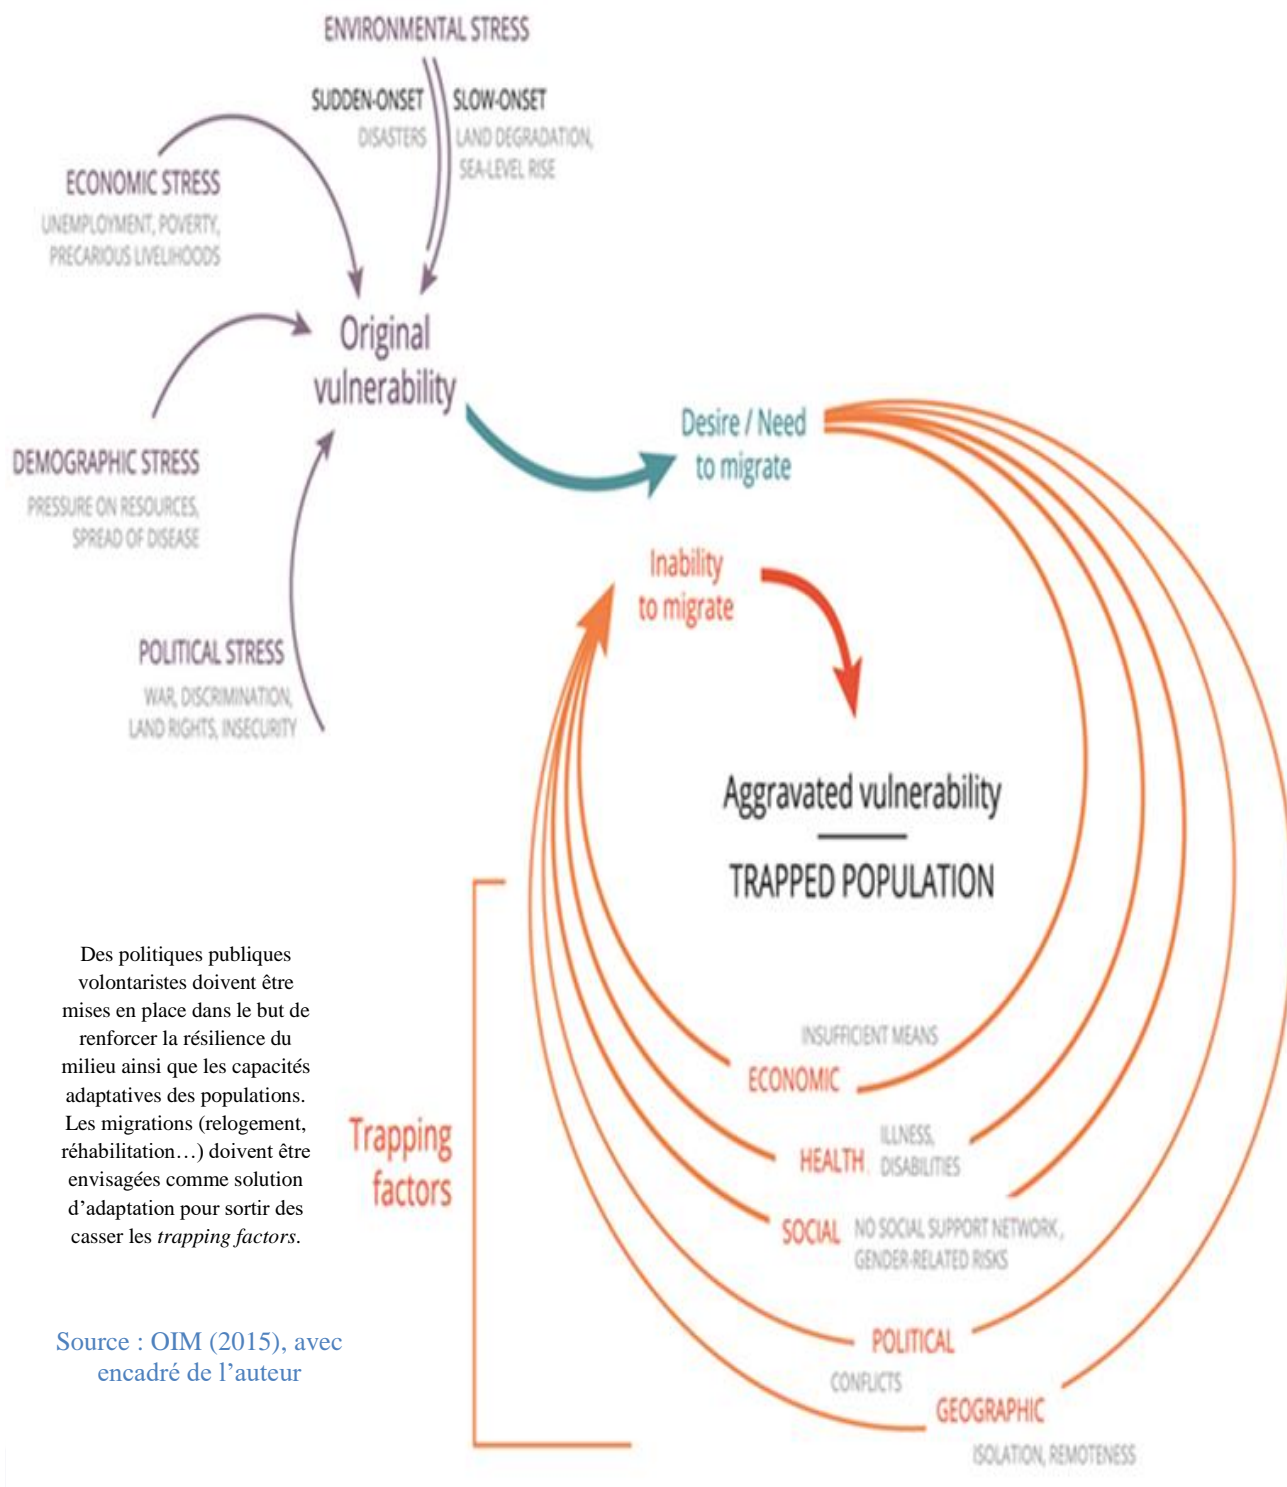 ENVIRONMENTAL STRESS
SUDDEN-ONSET
DISASTERS
SLOW-ONSET
LAND DEGRADATION,
SEA-LEVEL RISE
ECONOMIC STRESS
UNEMPLOYMENT, POVERTY,
PRECARIOUS LIVELIHOODS
Original
vulnerability
DEMOGRAPHIC STRESS
PRESSURE ON RESOURCES,
SPREAD OF DISEASE
POLITICAL STRESS
WAR, DISCRIMINATION,
LAND RIGHTS, INSECURITY
Desire / Need
to migrate
Inability
to migrate
Aggravated vulnerability
TRAPPED POPULATION
Des politiques publiques
volontaristes doivent être
mises en place dans le but de
renforcer la résilience du
milieu ainsi que les capacités
adaptatives des populations.
Les migrations (relogement,
réhabilitation…) doivent être
envisagées comme solution
d’adaptation pour sortir des
casser les trapping factors.
Source : OIM (2015), avec
encadré de l’auteur
Trapping
factors
INSUFFICIENT MEANS
ECONOMIC
HEALTH
ILLNESS,
DISABILITIES
SOCIAL
NO SOCIAL SUPPORT NETWORK,
GENDER-RELATED RISKS
POLITICAL
CONFLICTS
GEOGRAPHIC
ISOLATION, REMOTENESS